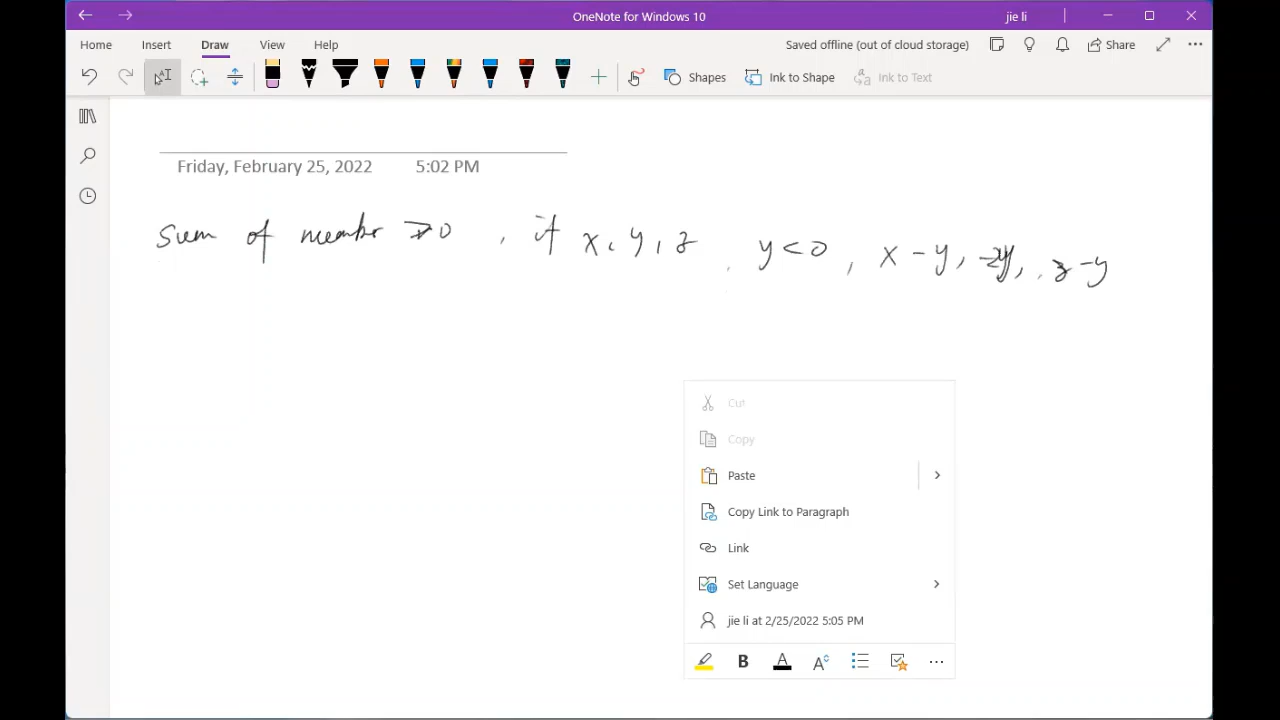 OneNote for Windows 10
jie li
Home Insert Draw View Help
Saved offline (out of cloud storage)
Share
Shapes
Ink to Shape
Ink to Text
Friday, February 25, 2022 5:02 PM
Sum of number > 0 , if x, y, z y < 0 , x - y, , z - y
Cut
Copy
Paste
Copy Link to Paragraph
Link
Set Language
jie li at 2/25/2022 5:05 PM
B A A